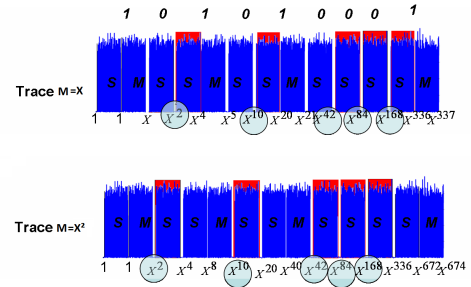 1 0 1 0 1 0 0 0 1
S M S S M S S M S S S S M
Trace M=X
1 1 X X² X⁴ X⁵ X¹⁰ X²⁰ X²¹ X⁴² X⁸⁴ X¹⁶⁸ X³³⁶ X³³⁷
S M S S M S S M S S S S M
Trace M=X²
1 1 X² X⁴ X⁸ X¹⁰ X²⁰ X⁴⁰ X⁴² X⁸⁴ X¹⁶⁸ X³³⁶ X⁶⁷² X⁶⁷⁴